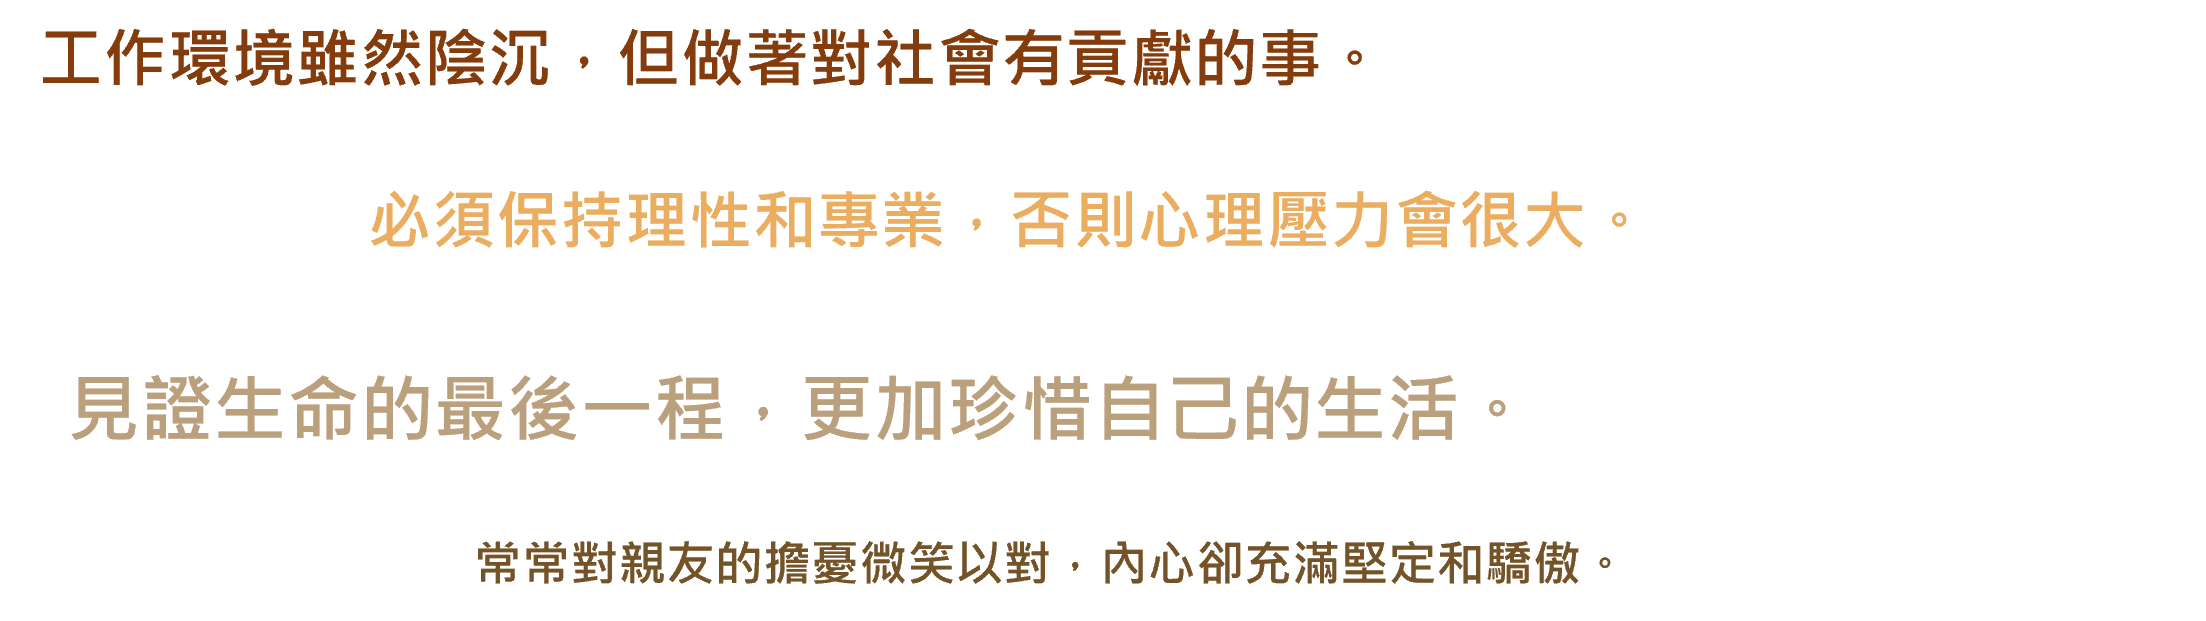 工作環境雖然陰沉，但做著對社會有貢獻的事。
必須保持理性和專業，否則心理壓力會很大。
見證生命的最後一程，更加珍惜自己的生活。
常常對親友的擔憂微笑以對，內心卻充滿堅定和驕傲。